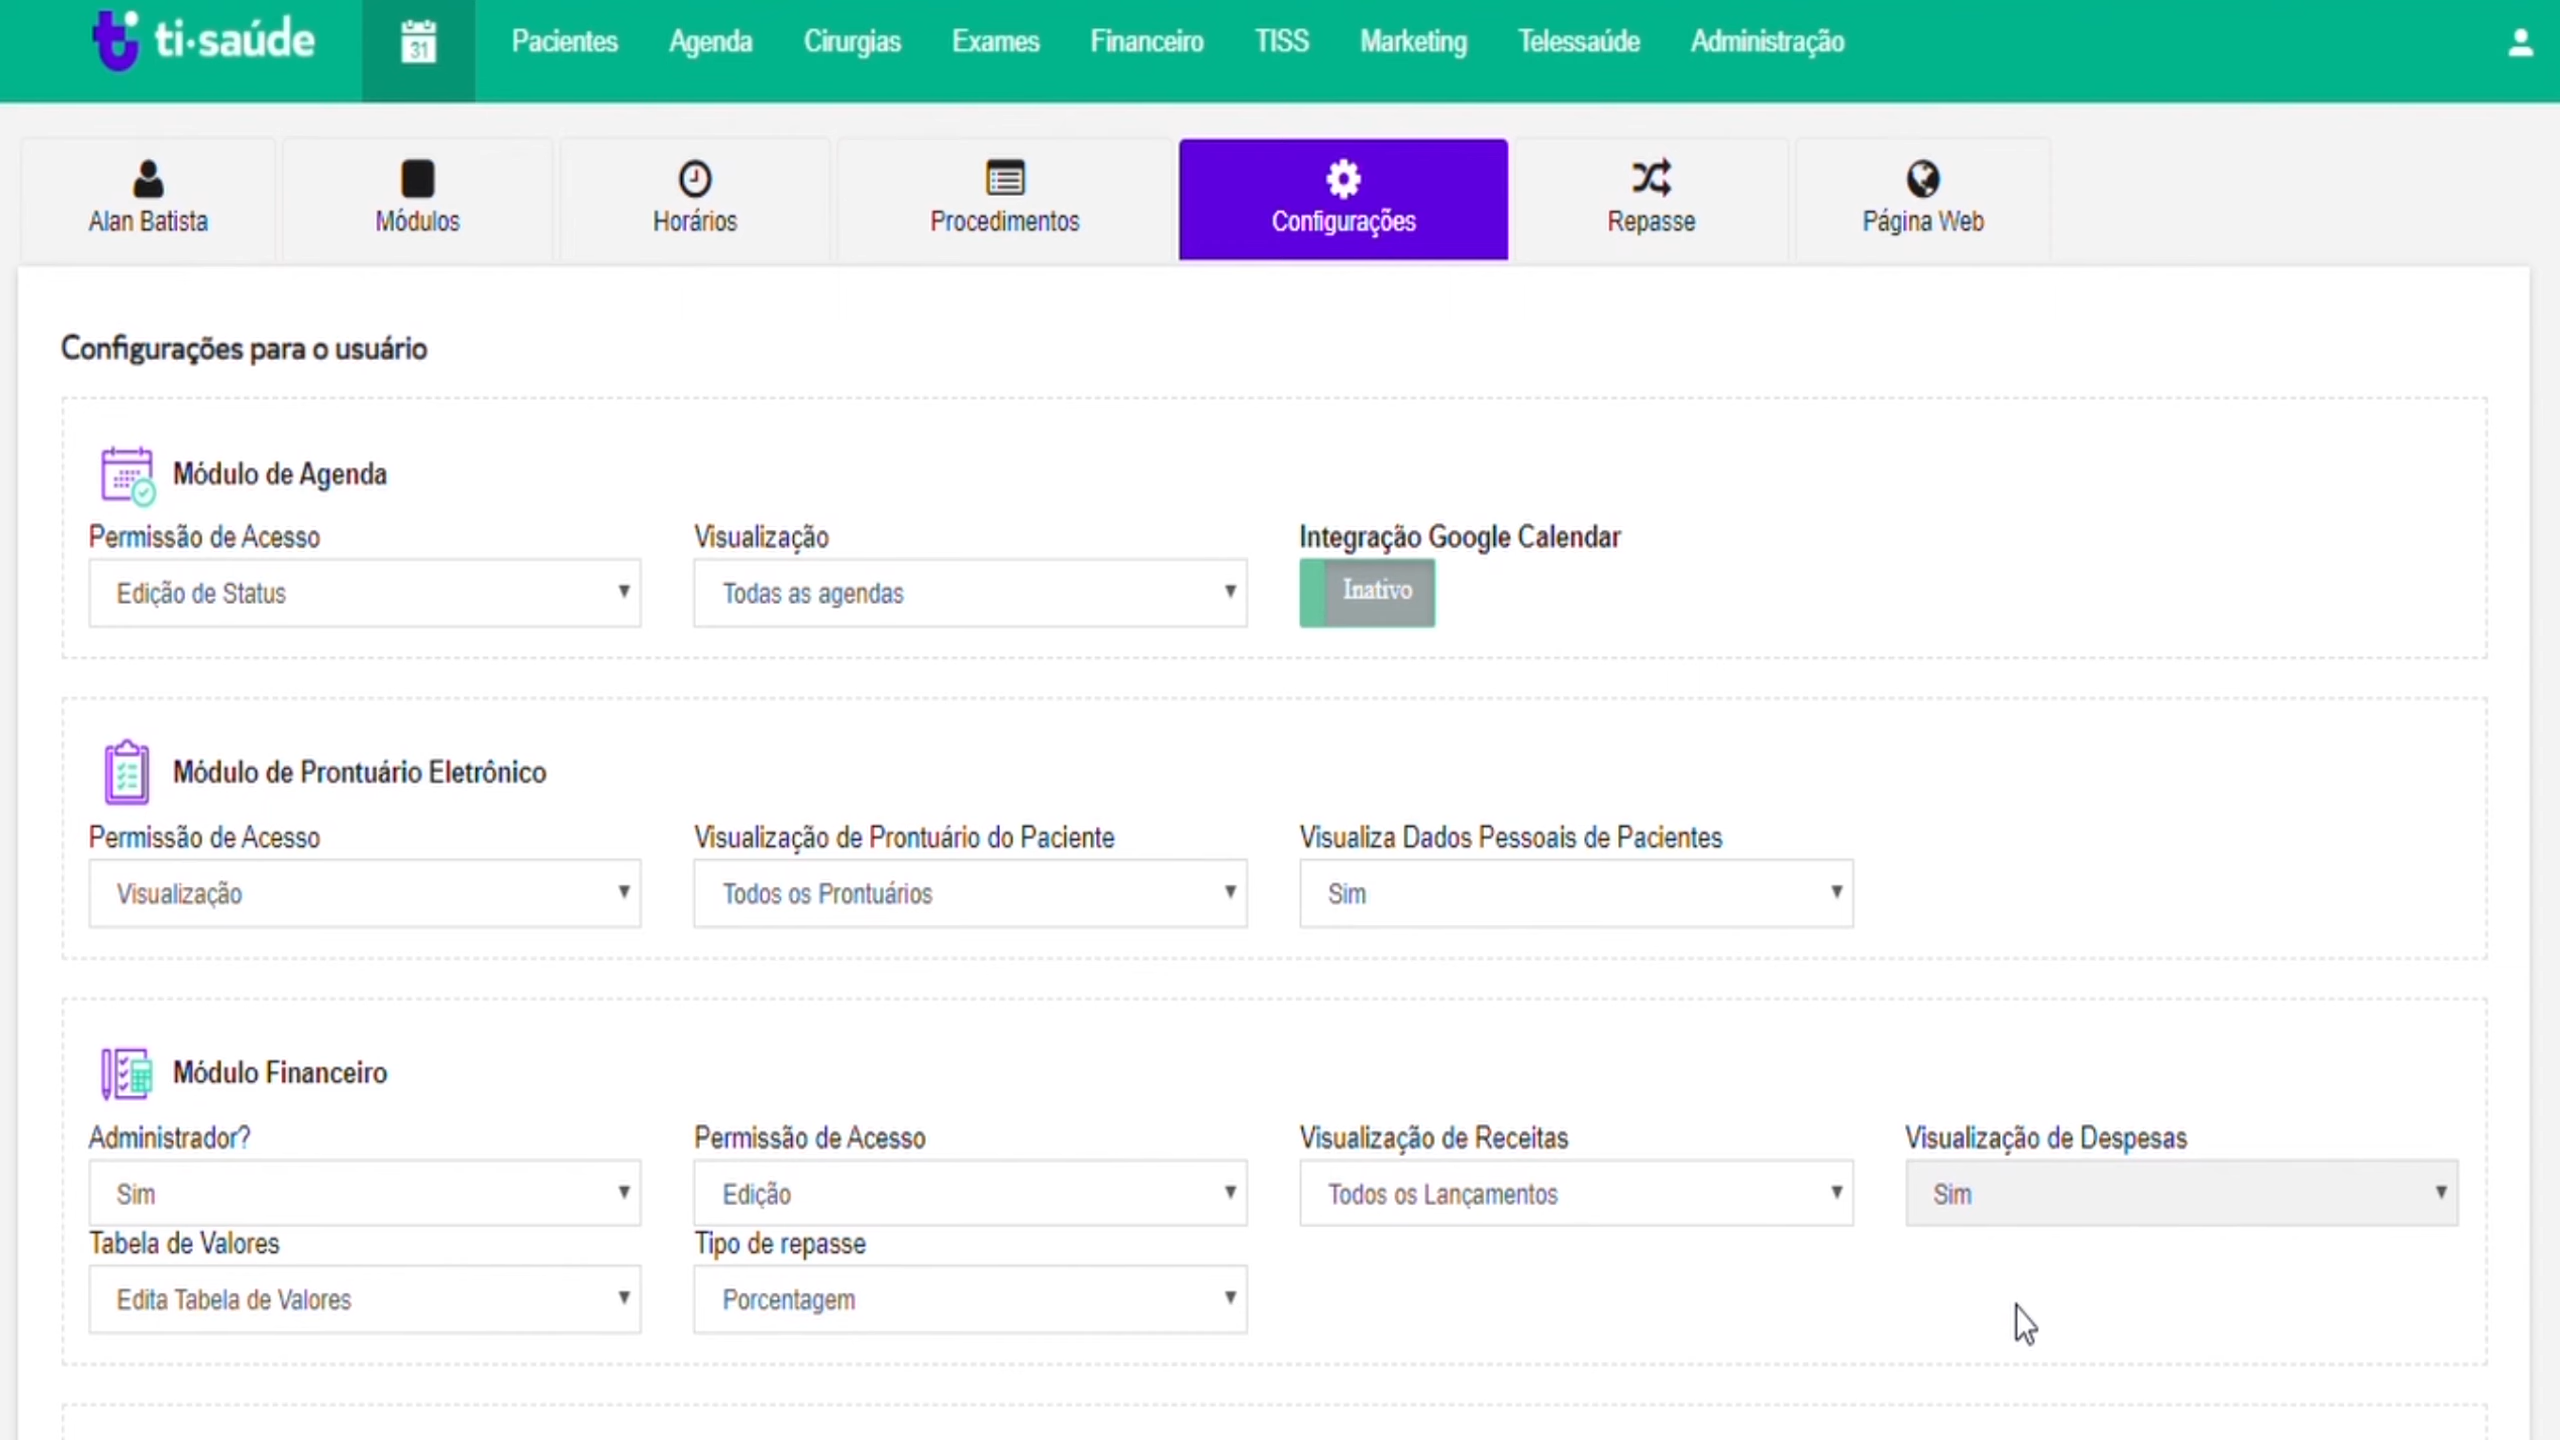 ti·saúde
31
Pacientes Agenda Cirurgias Exames Financeiro TISS Marketing Telessaúde Administração
Alan Batista Módulos Horários Procedimentos Configurações Repasse Página Web
Configurações para o usuário
Módulo de Agenda
Permissão de Acesso Visualização Integração Google Calendar
Edição de Status Todas as agendas Inativo
Módulo de Prontuário Eletrônico
Permissão de Acesso Visualização de Prontuário do Paciente Visualiza Dados Pessoais de Pacientes
Visualização Todos os Prontuários Sim
Módulo Financeiro
Administrador? Permissão de Acesso Visualização de Receitas Visualização de Despesas
Sim Edição Todos os Lançamentos Sim
Tabela de Valores Tipo de repasse
Edita Tabela de Valores Porcentagem